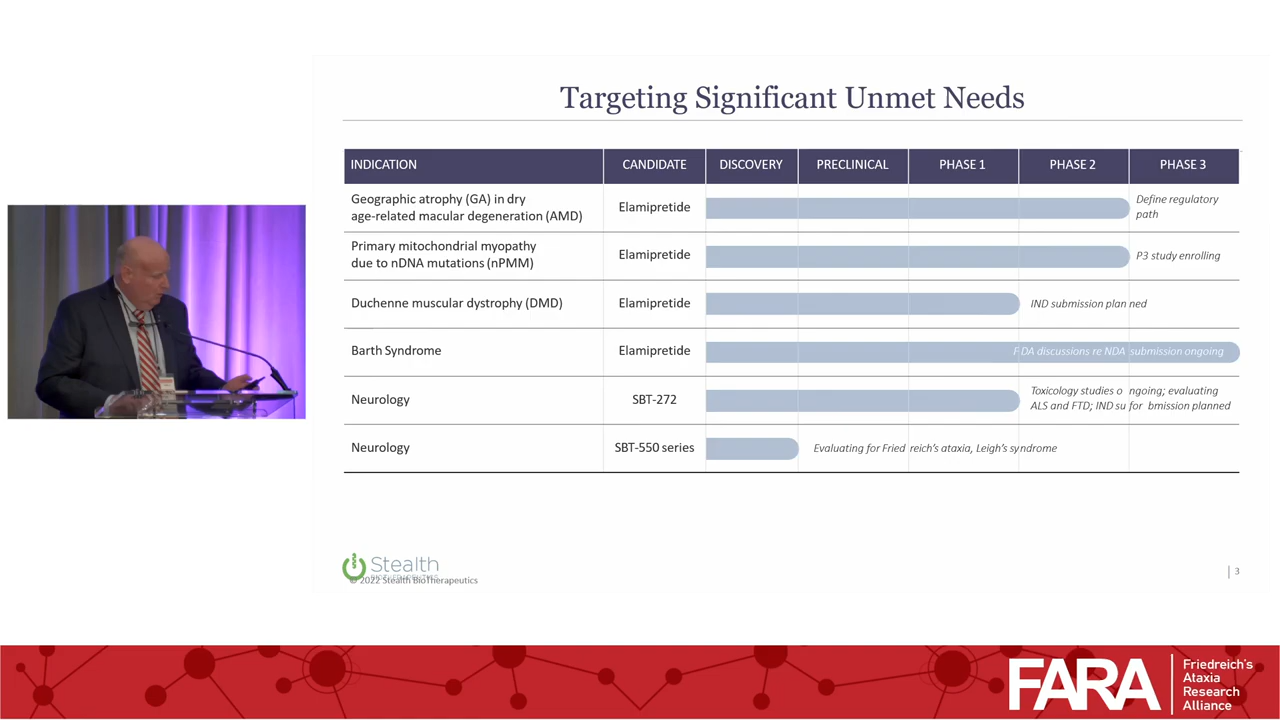 Targeting Significant Unmet Needs
INDICATION CANDIDATE DISCOVERY PRECLINICAL PHASE 1 PHASE 2 PHASE 3
Geographic atrophy (GA) in dry
age-related macular degeneration (AMD)
Elamipretide
Define regulatory
path
Primary mitochondrial myopathy
due to nDNA mutations (nPMM)
Elamipretide
P3 study enrolling
Duchenne muscular dystrophy (DMD) Elamipretide IND submission plan ned
Barth Syndrome Elamipretide F DA discussions re NDA submission ongoing
Neurology SBT-272
Toxicology studies o ngoing; evaluating
ALS and FTD; IND su for bmission planned
Neurology SBT-550 series Evaluating for Fried reich's ataxia, Leigh's syndrome
Stealth
© 2022 Stealth BioTherapeutics
3
FARA
Friedreich's
Ataxia
Research
Alliance